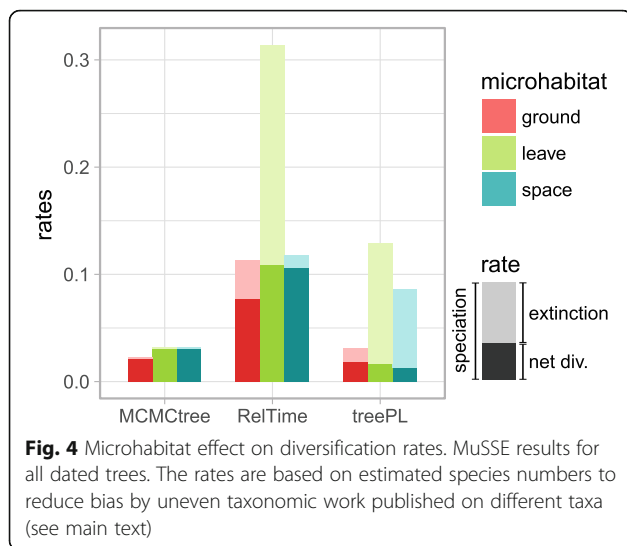 0.3
0.2
0.1
0.0
rates
MCMCtree RelTime treePL
microhabitat
ground
leave
space
rate
speciation
extinction
net div.
Fig. 4 Microhabitat effect on diversification rates. MuSSE results for
all dated trees. The rates are based on estimated species numbers to
reduce bias by uneven taxonomic work published on different taxa
(see main text)